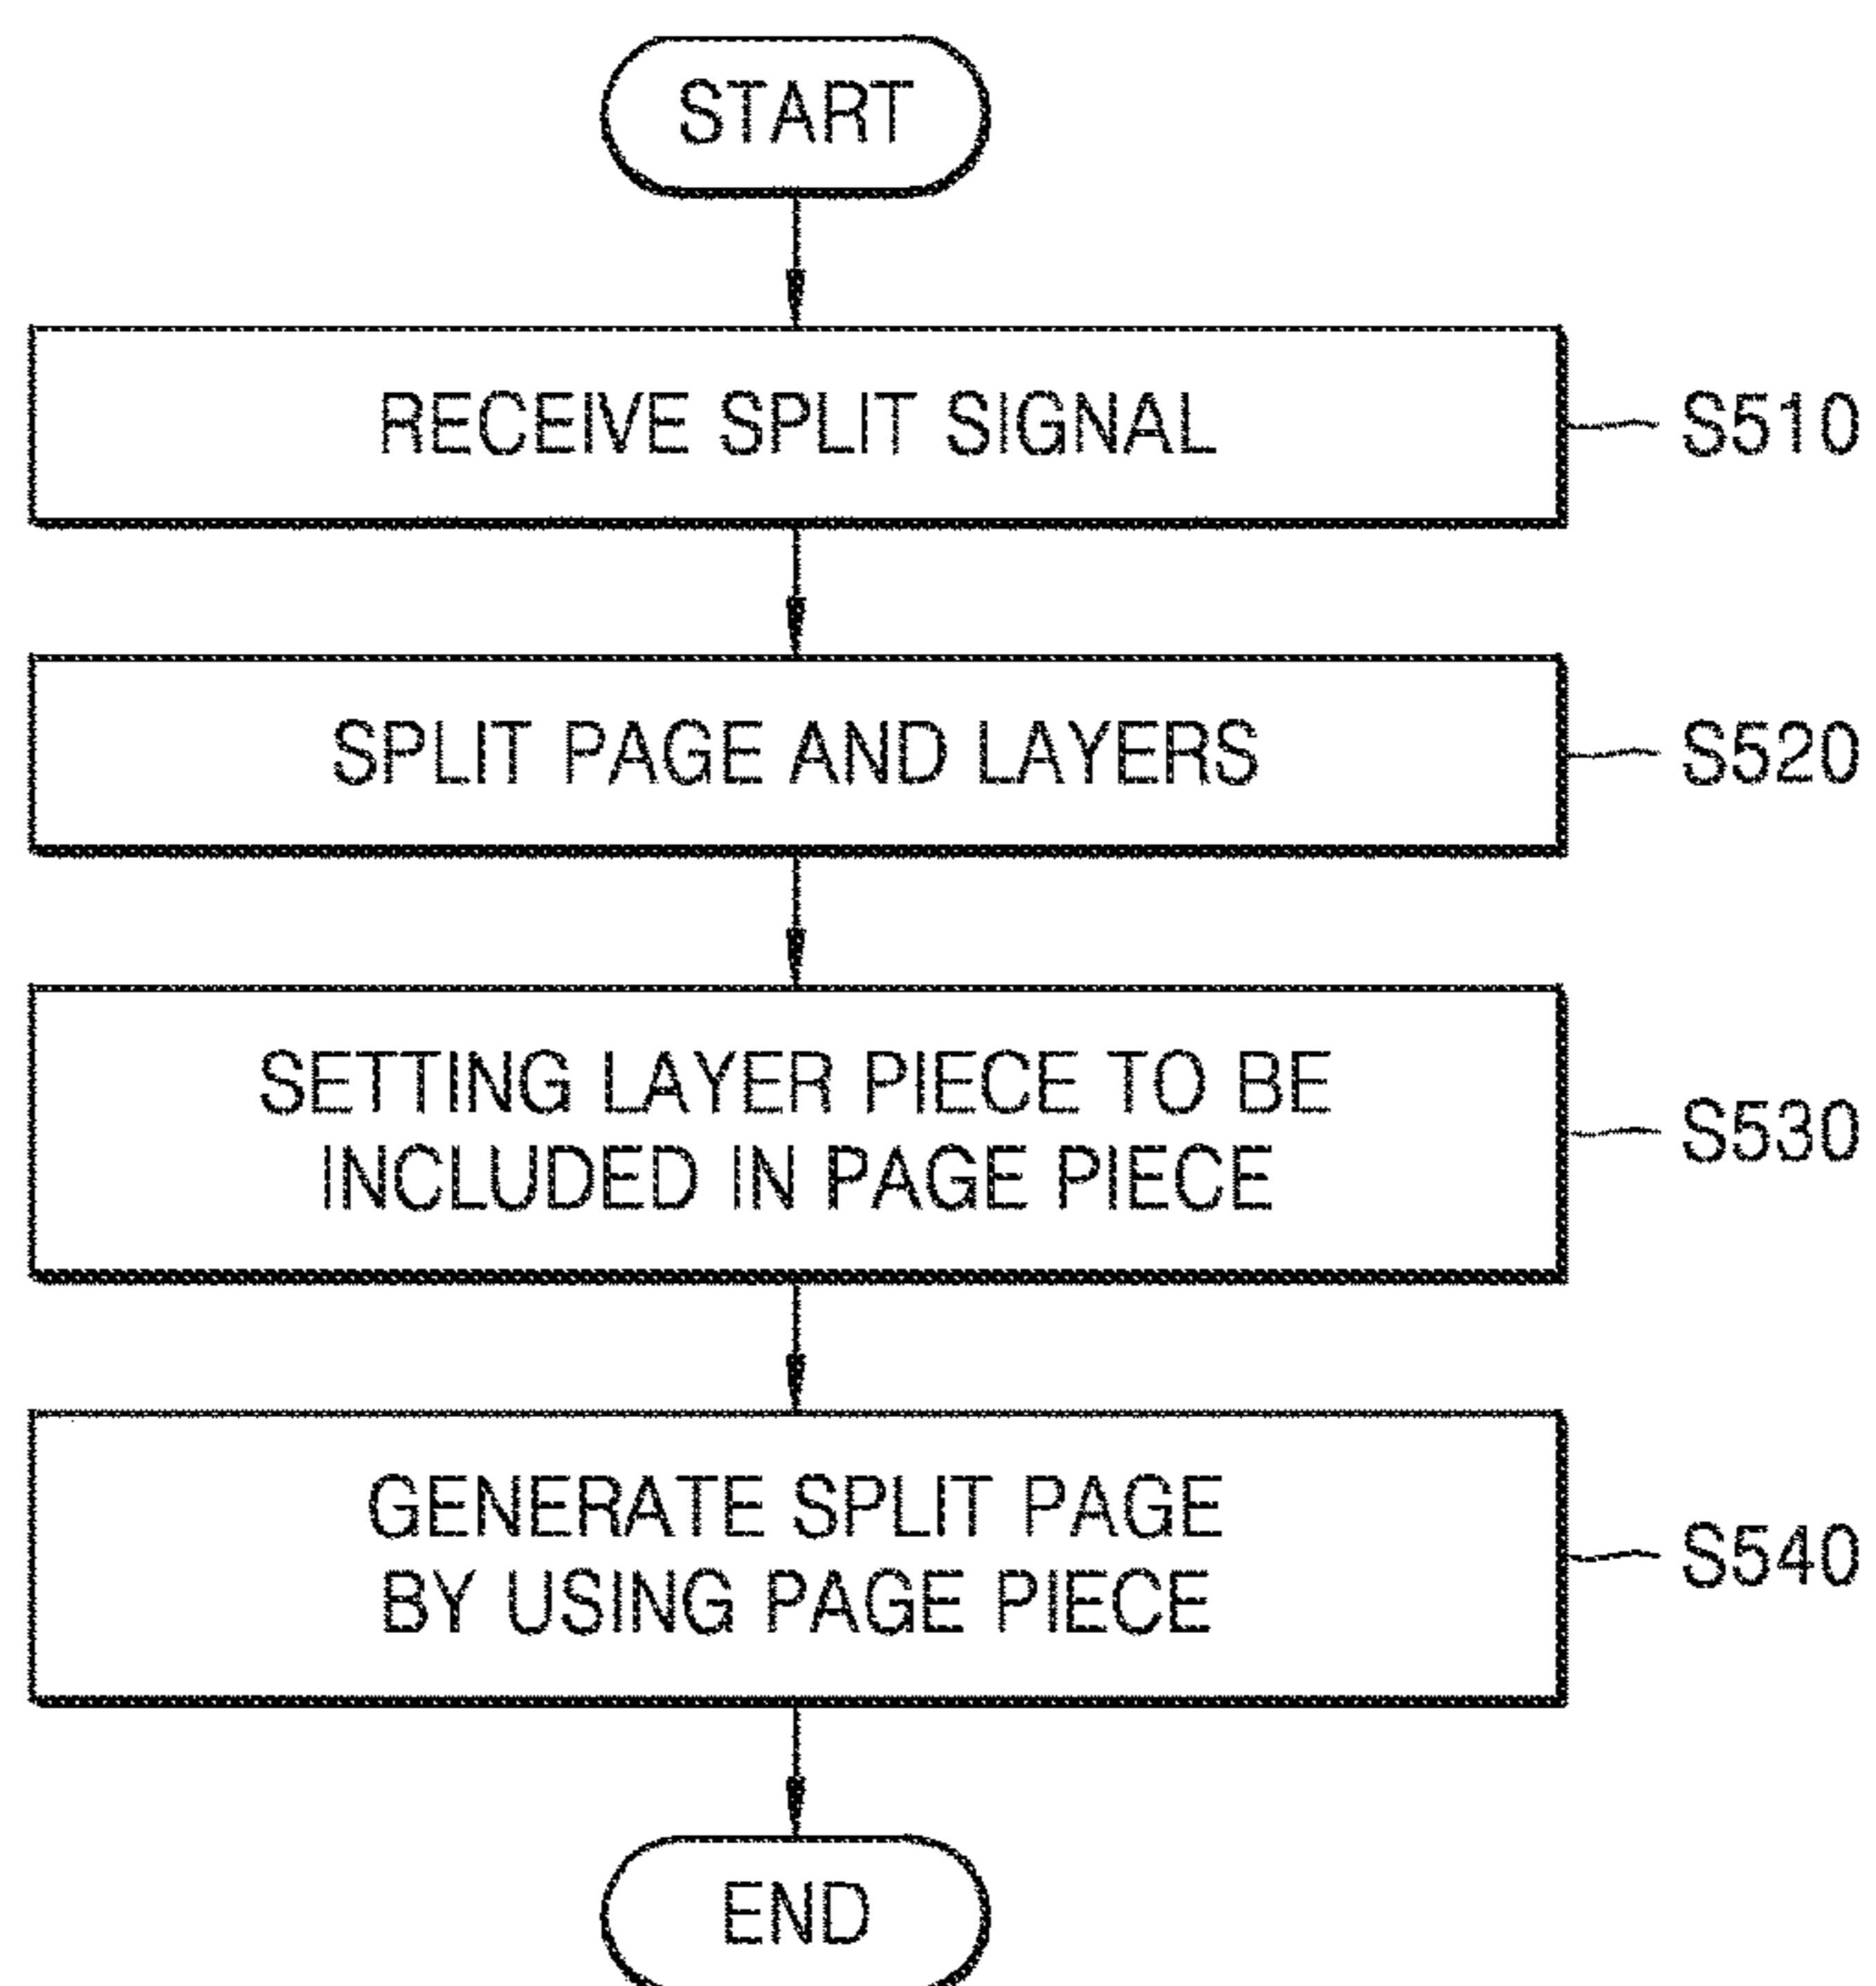 START
RECEIVE SPLIT SIGNAL
S510
SPLIT PAGE AND LAYERS
S520
SETTING LAYER PIECE TO BE
INCLUDED IN PAGE PIECE
S530
GENERATE SPLIT PAGE
BY USING PAGE PIECE
S540
END